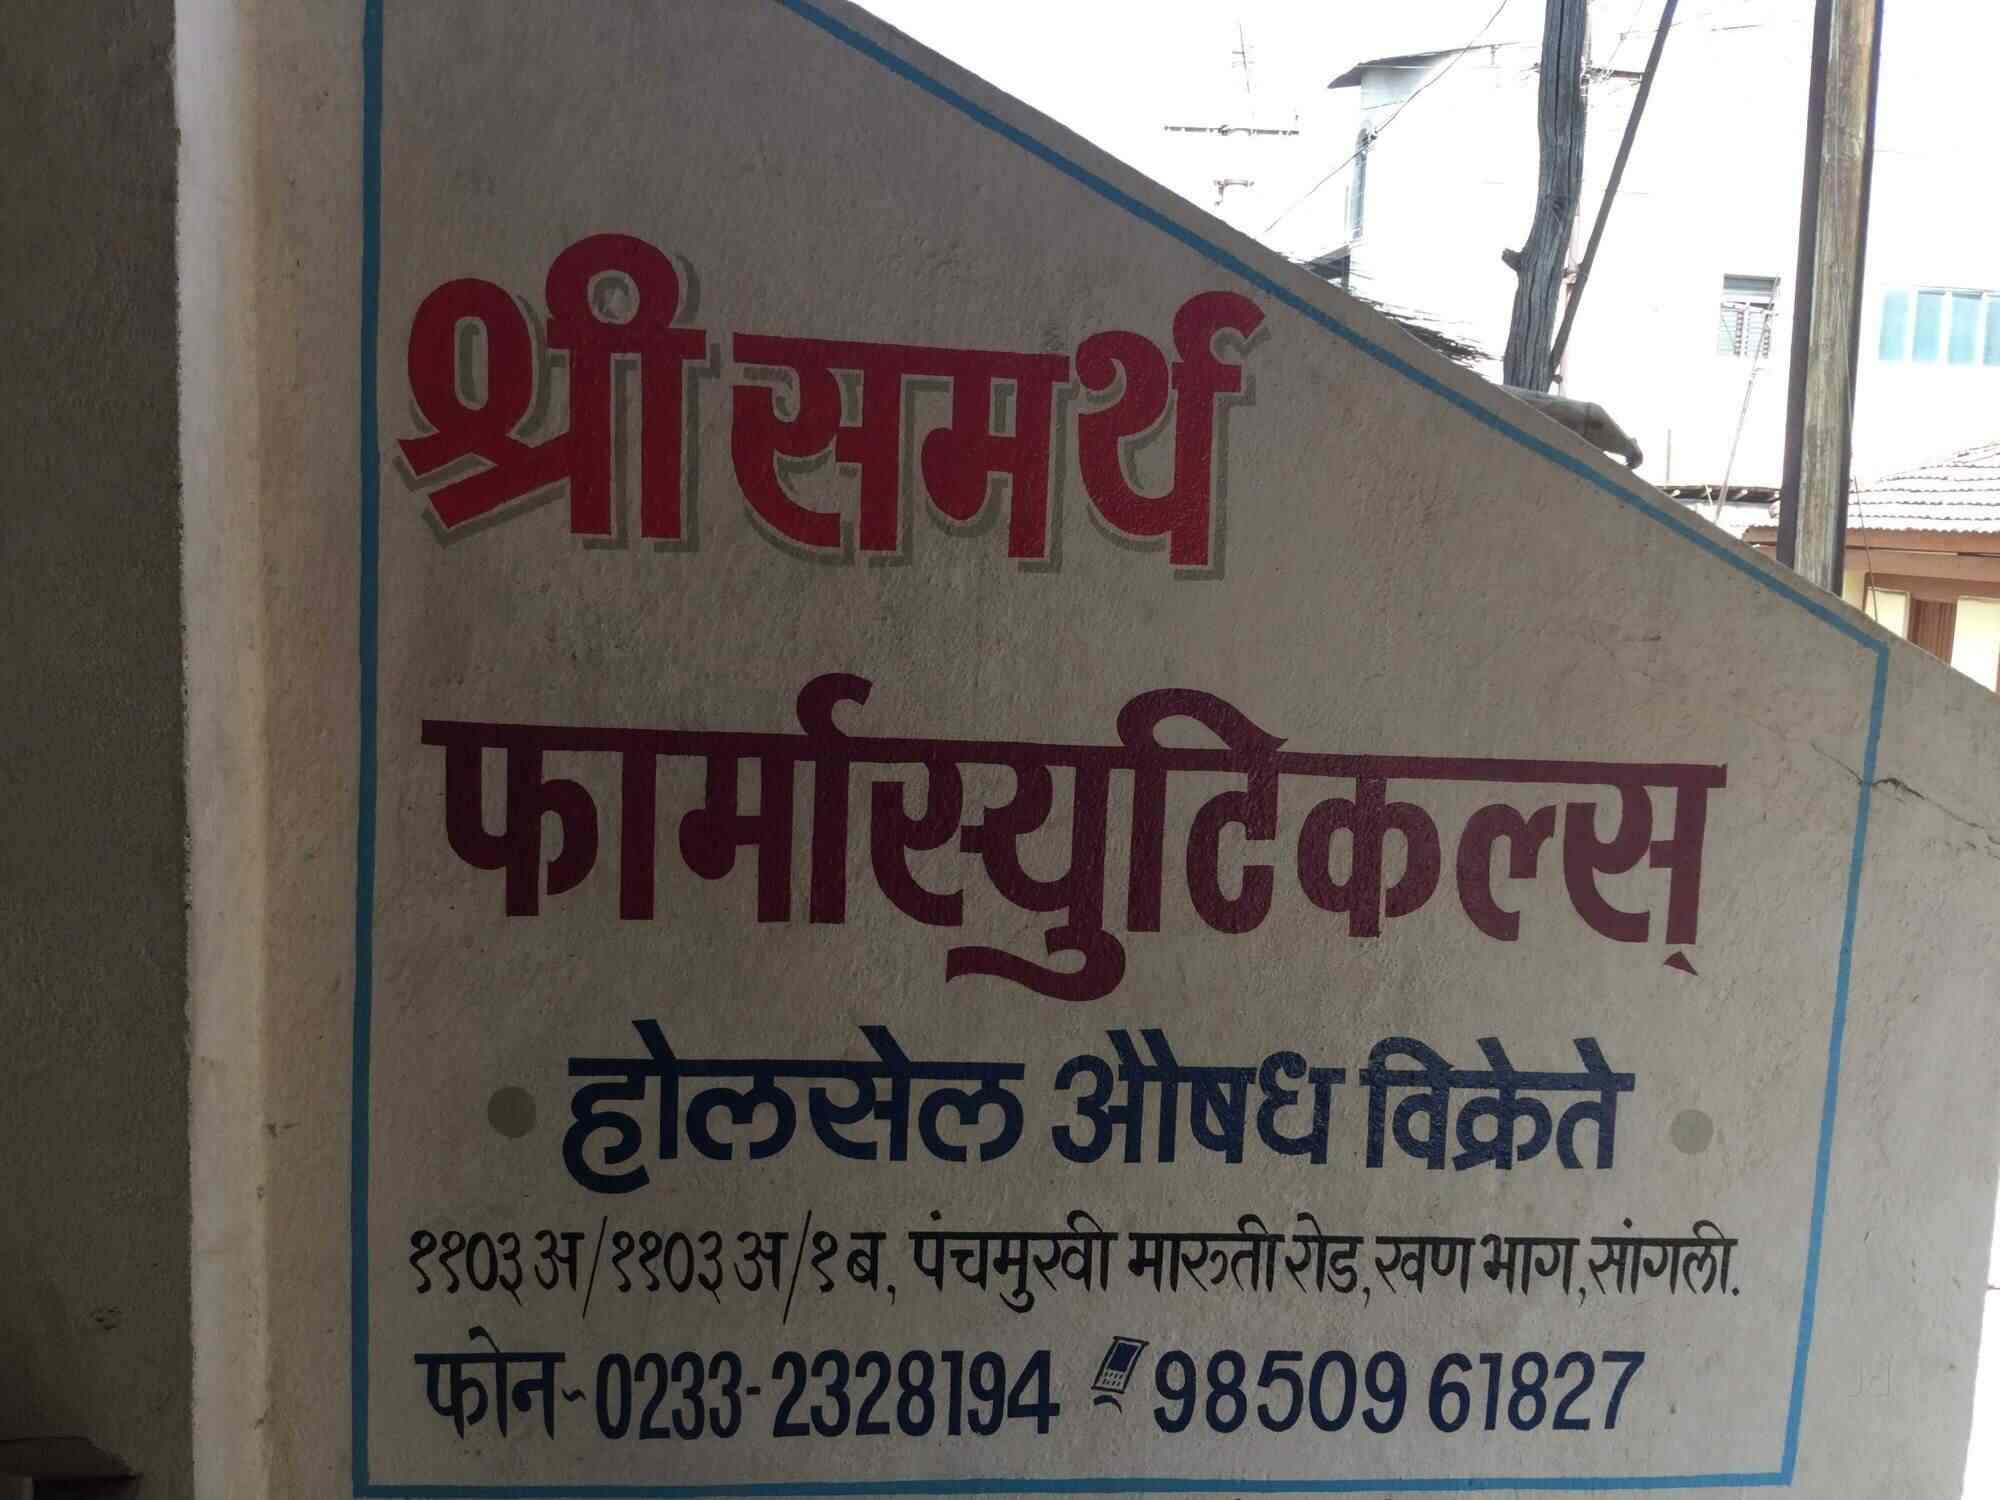 श्री समर्थ
फार्मास्युटिकल्स्
होलसेल औषध विक्रेते
११०३ अ/११०३ अ/१ ब, पंचमुखी मारुती रोड, खण भाग, सांगली.
फोन~0233-2328194 98509 61827